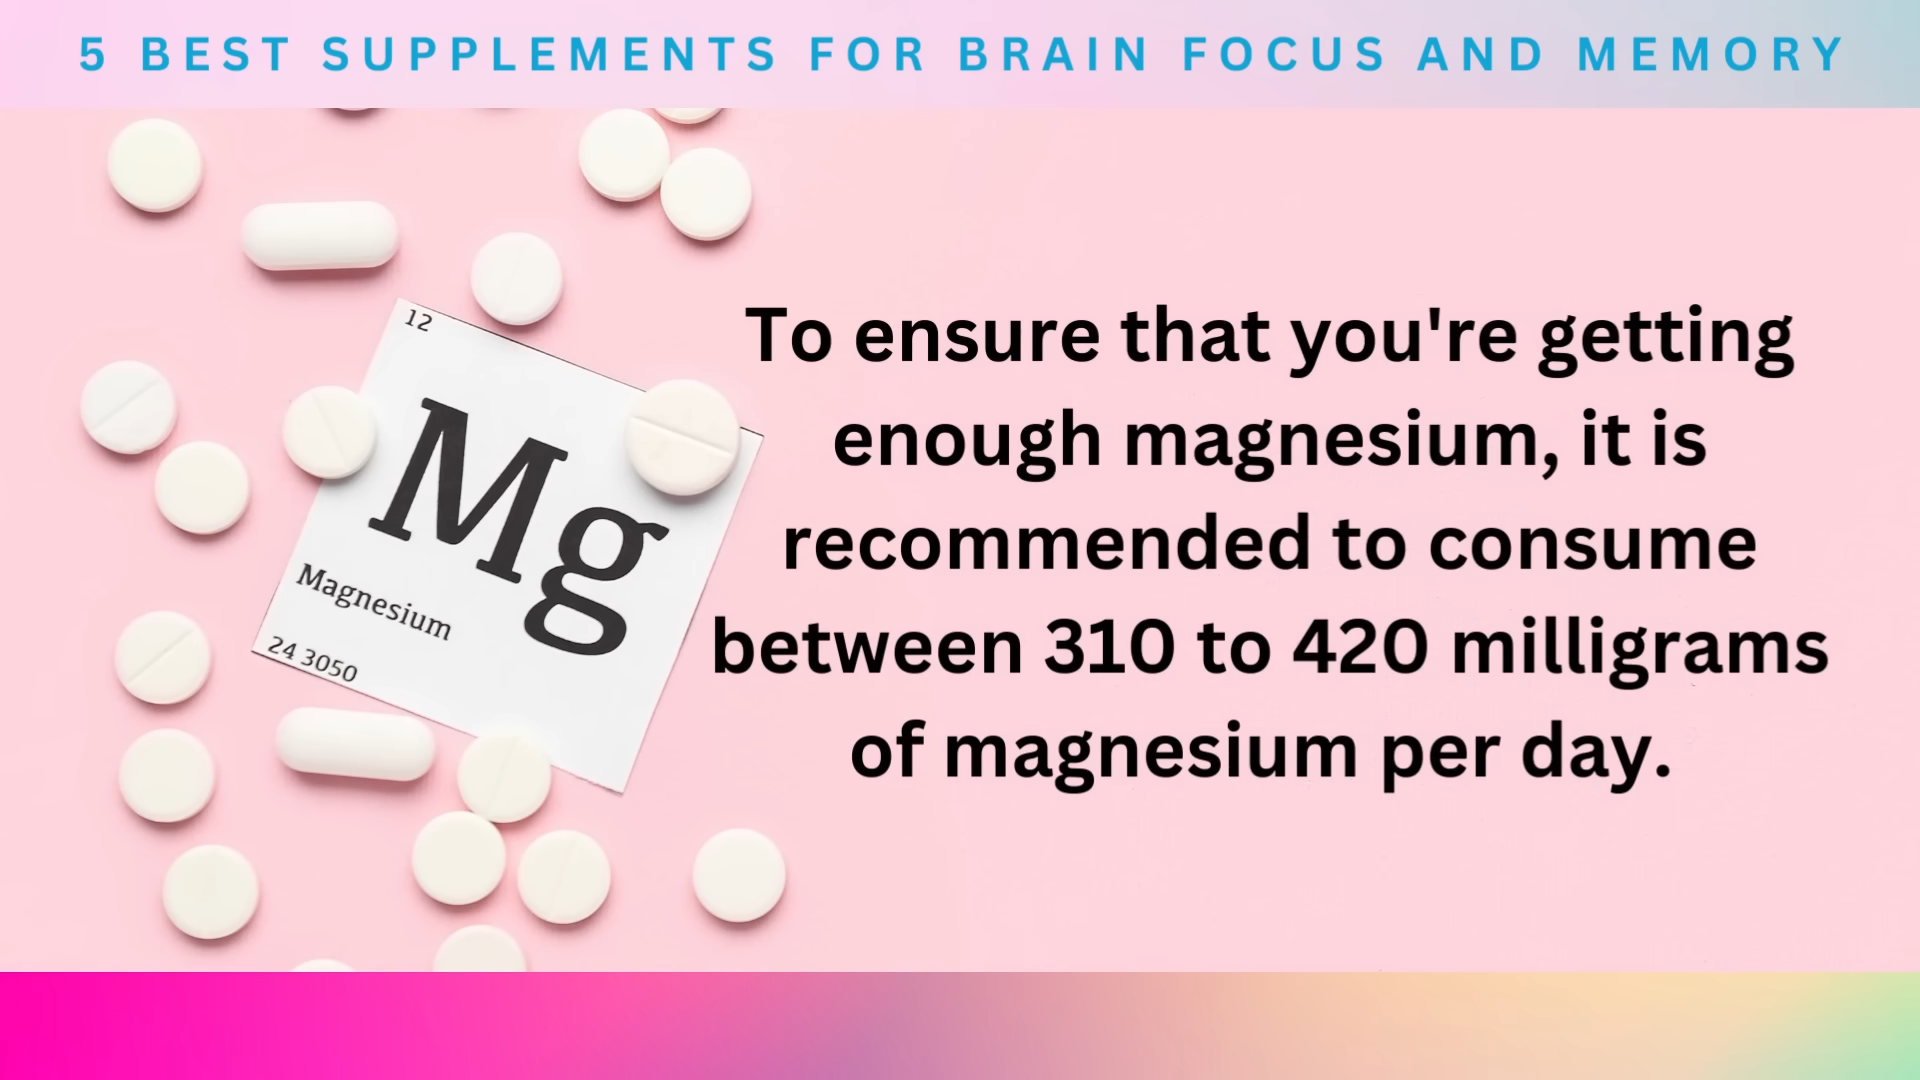 5 BEST SUPPLEMENTS FOR BRAIN FOCUS AND MEMORY
12
Mg
Magnesium
24 3050
To ensure that you're getting
enough magnesium, it is
recommended to consume
between 310 to 420 milligrams
of magnesium per day.